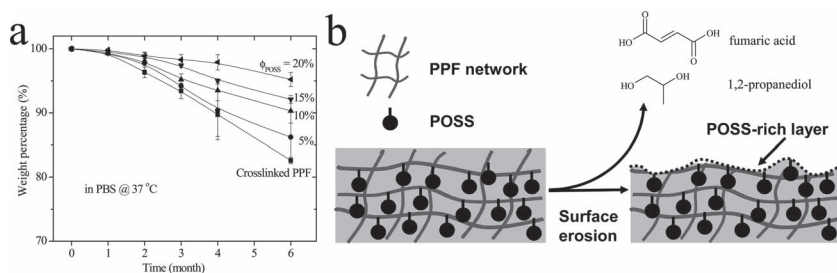 a
100
95
90
85
80
70
Weight percentage (%)
ϕPOSS = 20%
15%
10%
5%
Crosslinked PPF
in PBS @ 37 °C
0 1 2 3 4 5 6
Time (month)
b
PPF network
POSS
O
HO
OH
O
fumaric acid
OH
HO
1,2-propanediol
POSS-rich layer
Surface
erosion